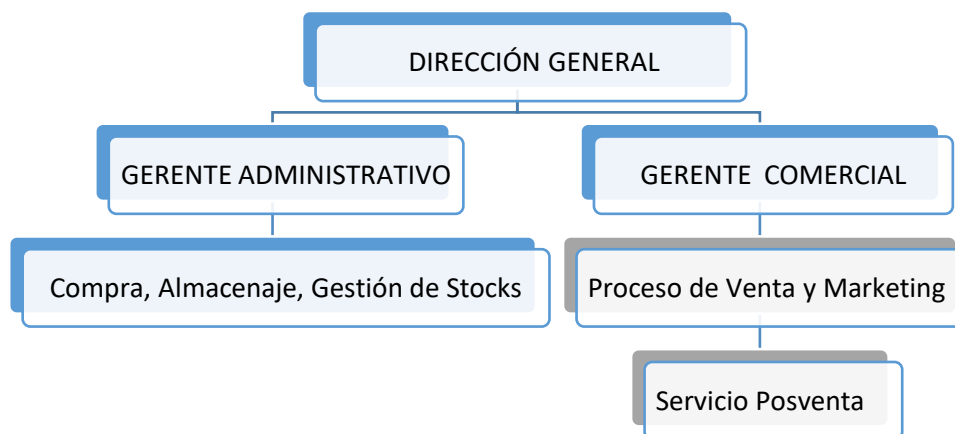 DIRECCIÓN GENERAL
GERENTE ADMINISTRATIVO
GERENTE COMERCIAL
Compra, Almacenaje, Gestión de Stocks
Proceso de Venta y Marketing
Servicio Posventa